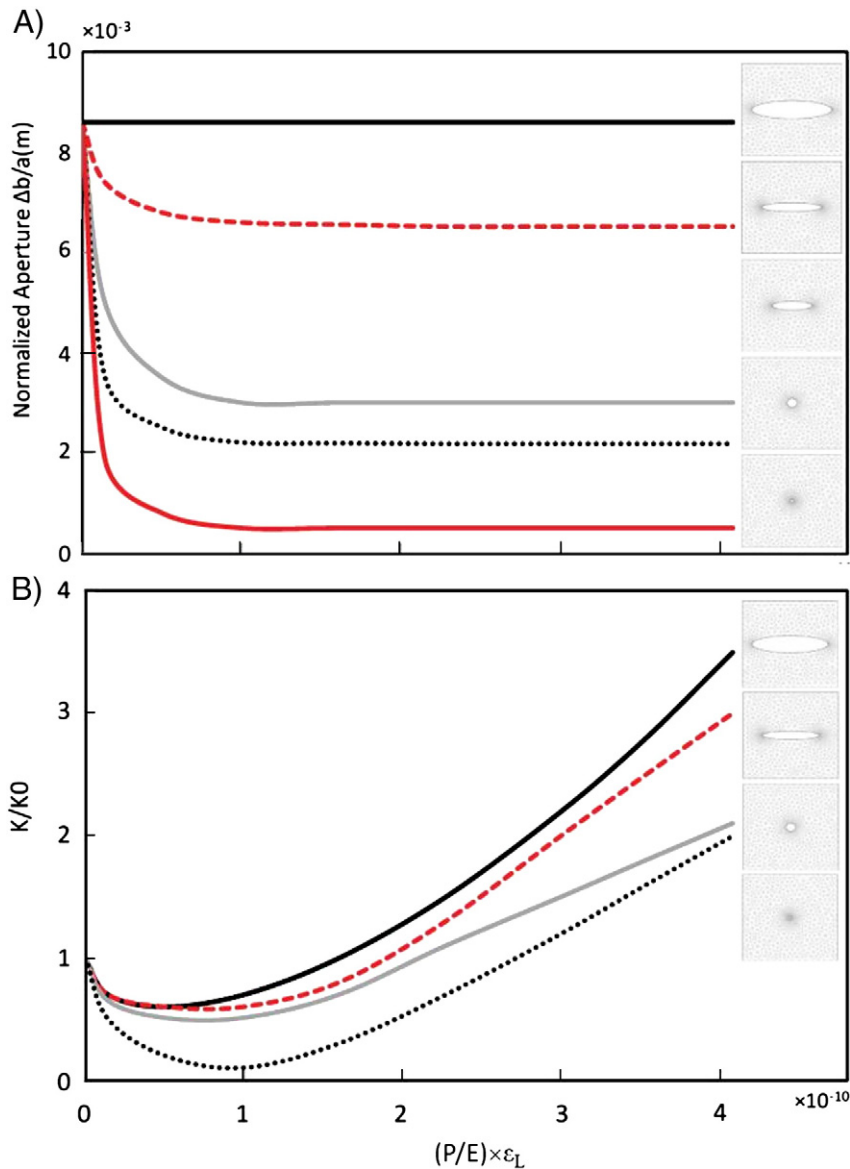 A)
×10⁻³
10
8
6
4
2
0
Normalized Aperture Δb/a(m)
B)
4
3
2
1
0
K/K0
0 1 2 3 4 ×10⁻¹⁰
(P/E)×ε_L